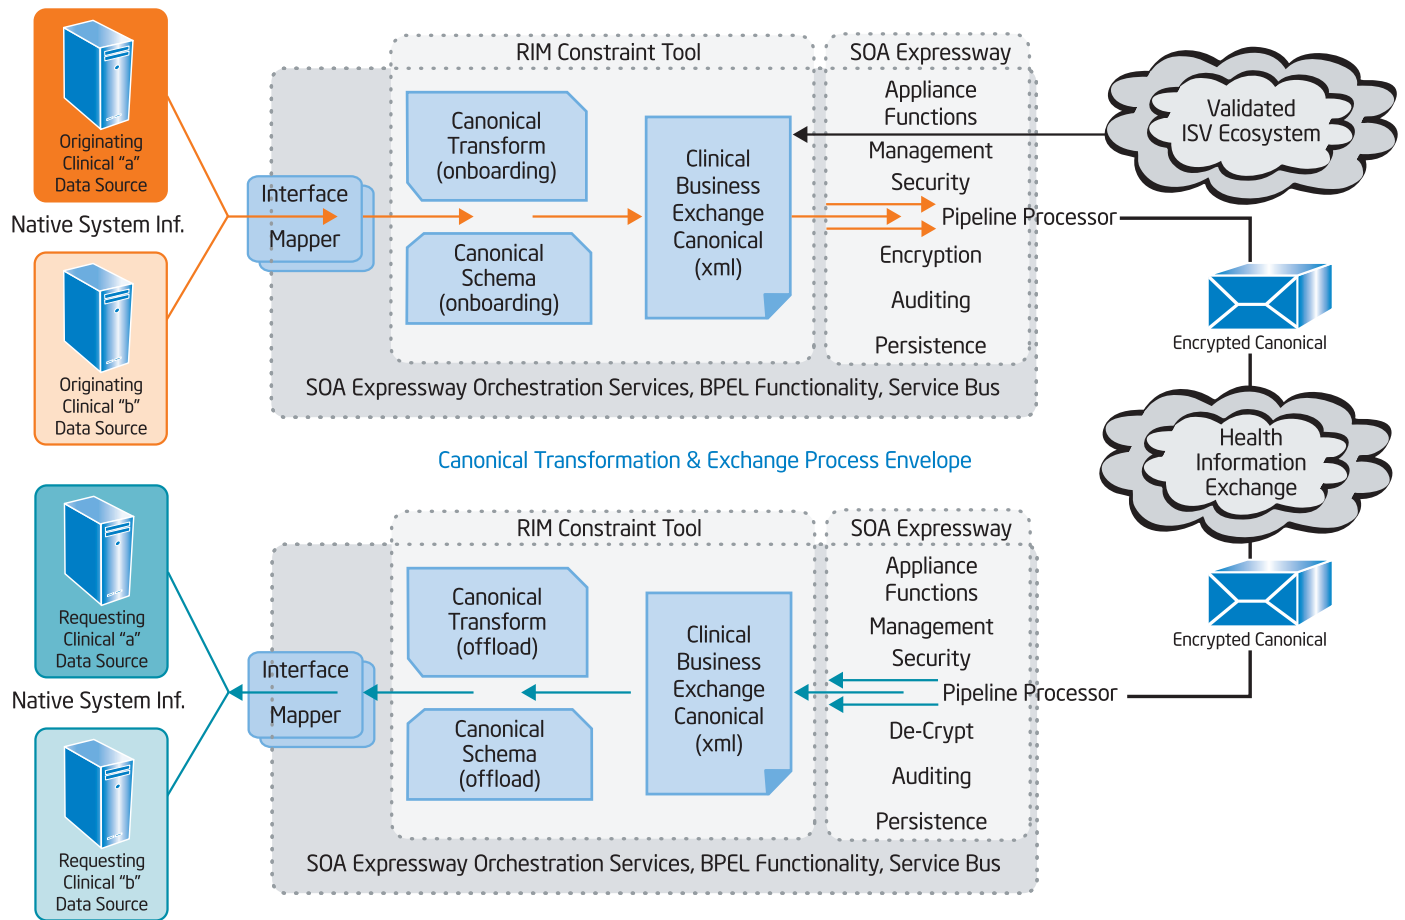 Originating
Clinical "a"
Data Source
Native System Inf.
Originating
Clinical "b"
Data Source
Interface
Mapper
RIM Constraint Tool
Canonical
Transform
(onboarding)
Canonical
Schema
(onboarding)
Clinical
Business
Exchange
Canonical
(xml)
SOA Expressway
Appliance
Functions
Management
Security
Pipeline Processor
Encryption
Auditing
Persistence
SOA Expressway Orchestration Services, BPEL Functionality, Service Bus
Validated
ISV Ecosystem
Encrypted Canonical
Health
Information
Exchange
Encrypted Canonical
Canonical Transformation & Exchange Process Envelope
Requesting
Clinical "a"
Data Source
Native System Inf.
Requesting
Clinical "b"
Data Source
Interface
Mapper
RIM Constraint Tool
Canonical
Transform
(offload)
Canonical
Schema
(offload)
Clinical
Business
Exchange
Canonical
(xml)
SOA Expressway
Appliance
Functions
Management
Security
Pipeline Processor
De-Crypt
Auditing
Persistence
SOA Expressway Orchestration Services, BPEL Functionality, Service Bus